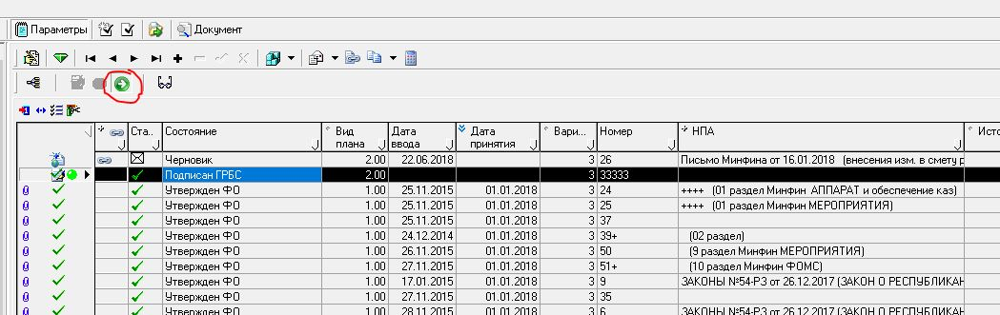 Параметры Документ
Ста.. Состояние Вид плана Дата ввода Дата принятия Вари... Номер НПА Исто
Черновик 2.00 22.06.2018 3 26 Письмо Минфина от 16.01.2018 (внесения изм. в смету р
Подписан ГРБС 2.00 3 33333
Утвержден ФО 1.00 25.11.2015 01.01.2018 3 24 ++++ (01 раздел Минфин АППАРАТ и обеспечение каз)
Утвержден ФО 1.00 25.11.2015 01.01.2018 3 25 ++++ (01 раздел Минфин МЕРОПРИЯТИЯ)
Утвержден ФО 1.00 25.11.2015 01.01.2018 3 37
Утвержден ФО 1.00 24.12.2014 01.01.2018 3 39+ (02 раздел)
Утвержден ФО 1.00 26.11.2015 01.01.2018 3 50 (9 раздел Минфин МЕРОПРИЯТИЯ)
Утвержден ФО 1.00 27.11.2015 01.01.2018 3 51+ (10 раздел Минфин ФОМС)
Утвержден ФО 1.00 17.01.2015 01.01.2018 3 9 ЗАКОНЫ №54-РЗ от 26.12.2017 (ЗАКОН О РЕСПУБЛИКАН
Утвержден ФО 1.00 27.11.2015 01.01.2018 3 35
Утвержден ФО 1.00 28.11.2015 01.01.2018 3 6 ЗАКОНЫ №54-РЗ от 26.12.2017 (ЗАКОН О РЕСПУБЛИКАН